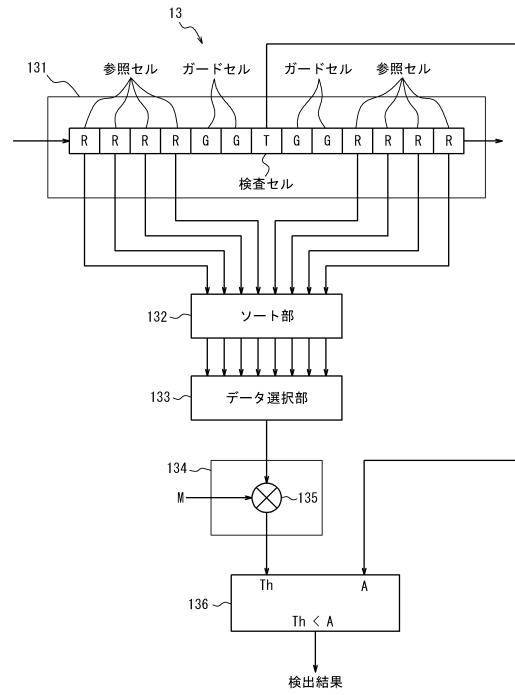 13
131
参照セル ガードセル ガードセル 参照セル
R R R R G G T G G R R R R
検査セル
132 ソート部
133 データ選択部
134
M 135
Th A
136
Th < A
検出結果